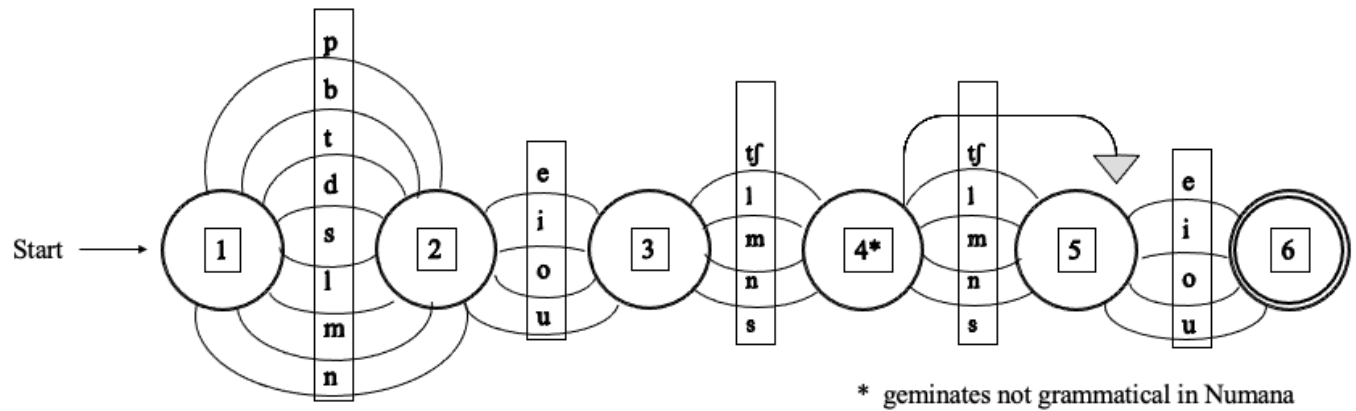 p
b
t
d
s
l
m
n
e
i
o
u
tʃ
l
m
n
s
tʃ
l
m
n
s
e
i
o
u
Start
1
2
3
4*
5
6
* geminates not grammatical in Numana